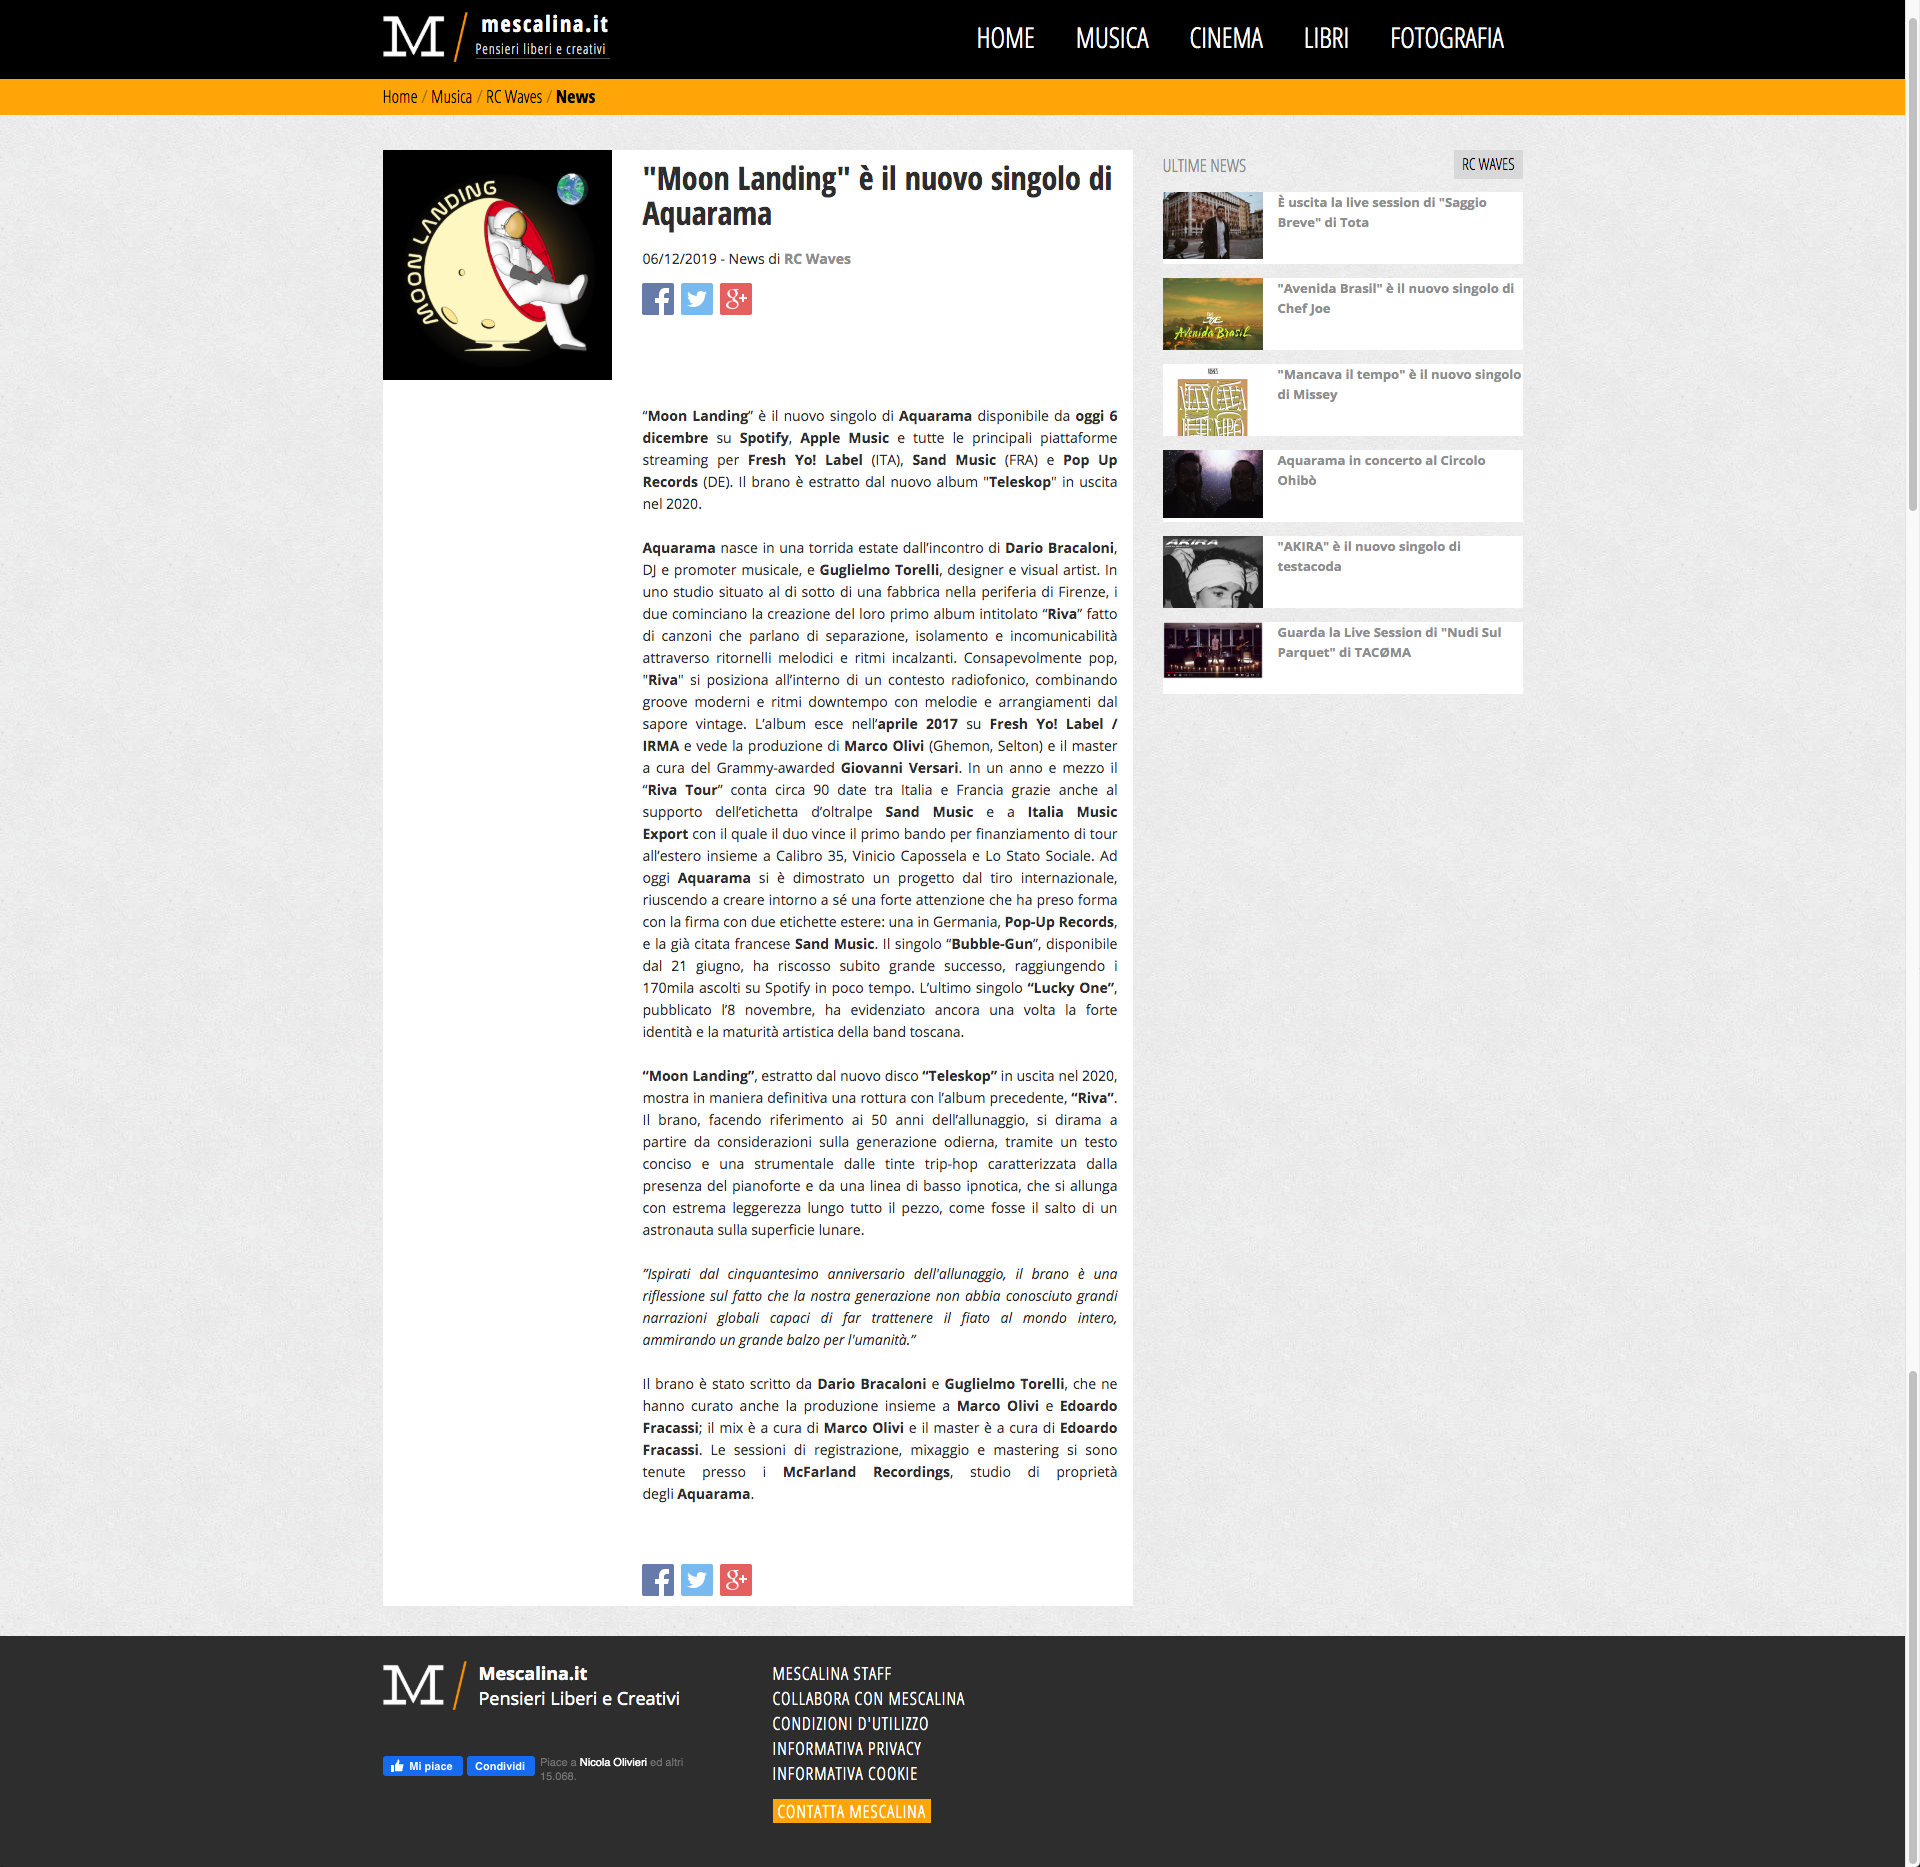 M / mescalina.it
Pensieri liberi e creativi
HOME MUSICA CINEMA LIBRI FOTOGRAFIA
Home / Musica / RC Waves / News
MOON LANDING
"Moon Landing" è il nuovo singolo di
Aquarama
06/12/2019 - News di RC Waves
“Moon Landing” è il nuovo singolo di Aquarama disponibile da oggi 6
dicembre su Spotify, Apple Music e tutte le principali piattaforme
streaming per Fresh Yo! Label (ITA), Sand Music (FRA) e Pop Up
Records (DE). Il brano è estratto dal nuovo album "Teleskop" in uscita
nel 2020.
Aquarama nasce in una torrida estate dall’incontro di Dario Bracaloni,
DJ e promoter musicale, e Guglielmo Torelli, designer e visual artist. In
uno studio situato al di sotto di una fabbrica nella periferia di Firenze, i
due cominciano la creazione del loro primo album intitolato “Riva” fatto
di canzoni che parlano di separazione, isolamento e incomunicabilità
attraverso ritornelli melodici e ritmi incalzanti. Consapevolmente pop,
"Riva" si posiziona all’interno di un contesto radiofonico, combinando
groove moderni e ritmi downtempo con melodie e arrangiamenti dal
sapore vintage. L’album esce nell’aprile 2017 su Fresh Yo! Label /
IRMA e vede la produzione di Marco Olivi (Ghemon, Selton) e il master
a cura del Grammy-awarded Giovanni Versari. In un anno e mezzo il
“Riva Tour” conta circa 90 date tra Italia e Francia grazie anche al
supporto dell’etichetta d’oltralpe Sand Music e a Italia Music
Export con il quale il duo vince il primo bando per finanziamento di tour
all’estero insieme a Calibro 35, Vinicio Capossela e Lo Stato Sociale. Ad
oggi Aquarama si è dimostrato un progetto dal tiro internazionale,
riuscendo a creare intorno a sé una forte attenzione che ha preso forma
con la firma con due etichette estere: una in Germania, Pop-Up Records,
e la già citata francese Sand Music. Il singolo “Bubble-Gun”, disponibile
dal 21 giugno, ha riscosso subito grande successo, raggiungendo i
170mila ascolti su Spotify in poco tempo. L’ultimo singolo “Lucky One”,
pubblicato l’8 novembre, ha evidenziato ancora una volta la forte
identità e la maturità artistica della band toscana.
“Moon Landing”, estratto dal nuovo disco “Teleskop” in uscita nel 2020,
mostra in maniera definitiva una rottura con l’album precedente, “Riva”.
Il brano, facendo riferimento ai 50 anni dell’allunaggio, si dirama a
partire da considerazioni sulla generazione odierna, tramite un testo
conciso e una strumentale dalle tinte trip-hop caratterizzata dalla
presenza del pianoforte e da una linea di basso ipnotica, che si allunga
con estrema leggerezza lungo tutto il pezzo, come fosse il salto di un
astronauta sulla superficie lunare.
”Ispirati dal cinquantesimo anniversario dell'allunaggio, il brano è una
riflessione sul fatto che la nostra generazione non abbia conosciuto grandi
narrazioni globali capaci di far trattenere il fiato al mondo intero,
ammirando un grande balzo per l'umanità.”
Il brano è stato scritto da Dario Bracaloni e Guglielmo Torelli, che ne
hanno curato anche la produzione insieme a Marco Olivi e Edoardo
Fracassi; il mix è a cura di Marco Olivi e il master è a cura di Edoardo
Fracassi. Le sessioni di registrazione, mixaggio e mastering si sono
tenute presso i McFarland Recordings, studio di proprietà
degli Aquarama.
ULTIME NEWS
RC WAVES
È uscita la live session di "Saggio
Breve" di Tota
Avenida Brasil
"Avenida Brasil" è il nuovo singolo di
Chef Joe
"Mancava il tempo" è il nuovo singolo
di Missey
Aquarama in concerto al Circolo
Ohibò
AKIRA
"AKIRA" è il nuovo singolo di
testacoda
Guarda la Live Session di "Nudi Sul
Parquet" di TACØMA
M / Mescalina.it
Pensieri Liberi e Creativi
Mi piace Condividi Piace a Nicola Olivieri ed altri
15.068.
MESCALINA STAFF
COLLABORA CON MESCALINA
CONDIZIONI D'UTILIZZO
INFORMATIVA PRIVACY
INFORMATIVA COOKIE
CONTATTA MESCALINA